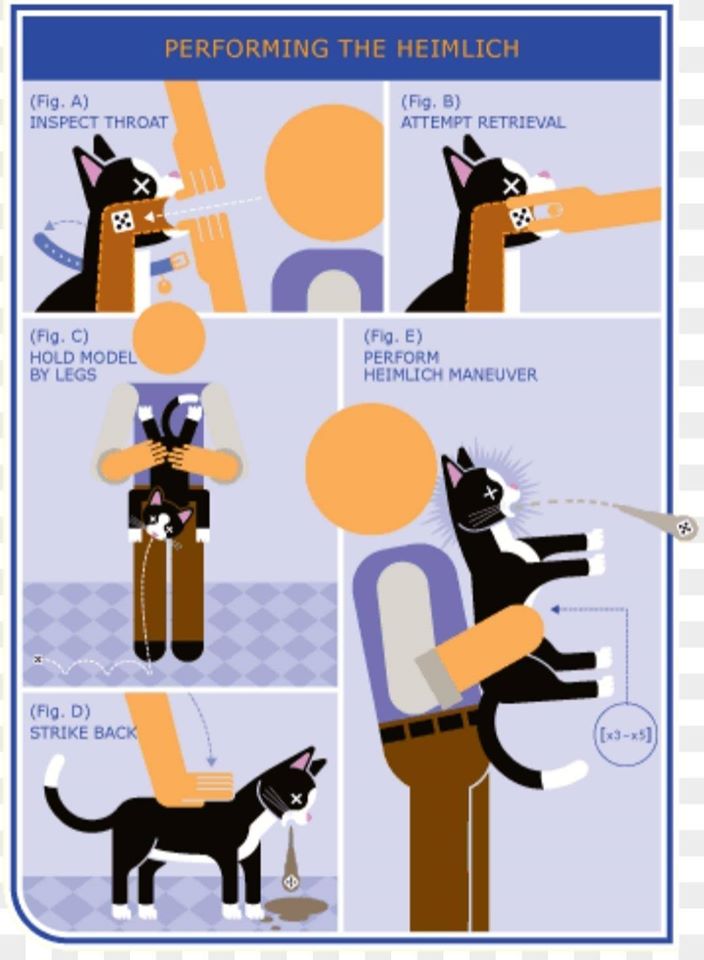 PERFORMING THE HEIMLICH
(Fig. A)
INSPECT THROAT
(Fig. B)
ATTEMPT RETRIEVAL
(Fig. C)
HOLD MODEL
BY LEGS
(Fig. E)
PERFORM
HEIMLICH MANEUVER
[x3-x5]
(Fig. D)
STRIKE BACK